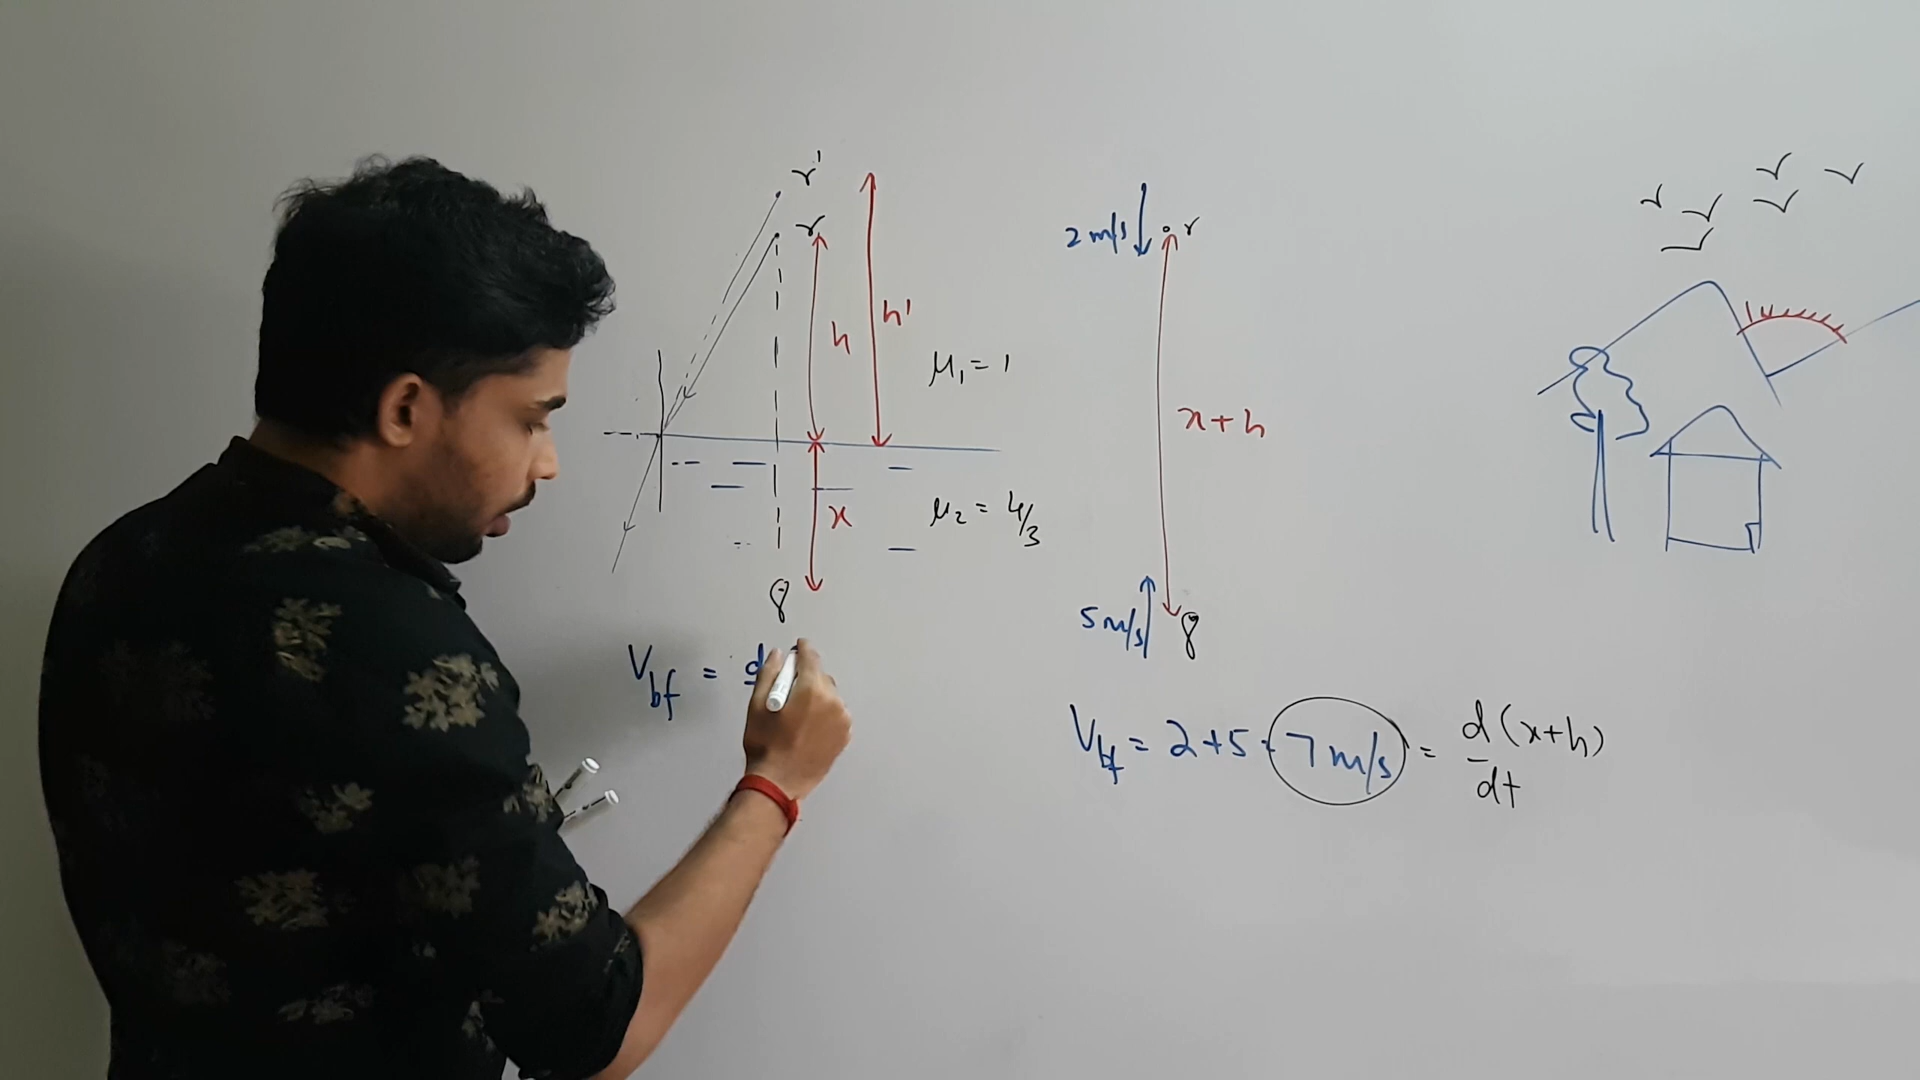 r'
r
h
h'
μ₁ = 1
x
μ₂ = 4/3
V_bf = d
2 m/s
r
x+h
5 m/s
V_bf = 2+5 = 7 m/s = d(x+h)/dt